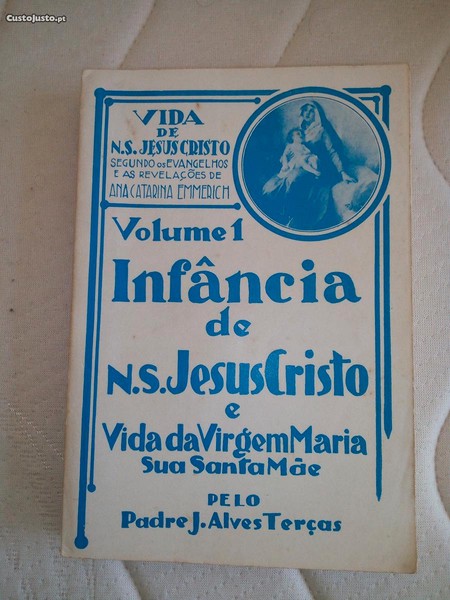 CustoJusto.pt
VIDA
DE
N.S. JESUS CRISTO
SEGUNDO OS EVANGELHOS
E AS REVELAÇÕES DE
ANA CATARINA EMMERICH
Volume 1
Infância
de
N.S. Jesus Cristo
e
Vida da Virgem Maria
Sua Santa Mãe
PELO
Padre J. Alves Terças